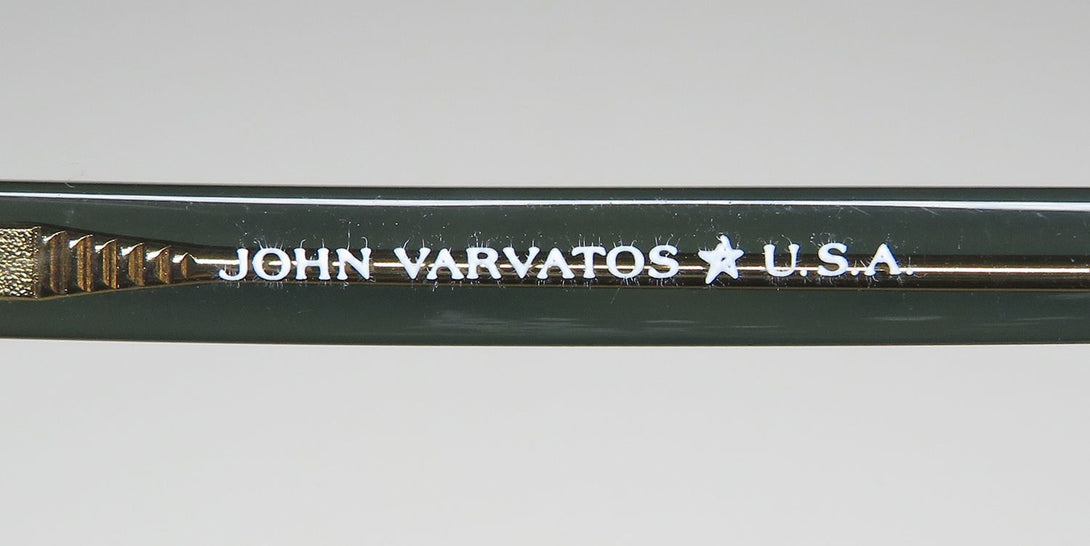 JOHN VARVATOS ★ U.S.A.